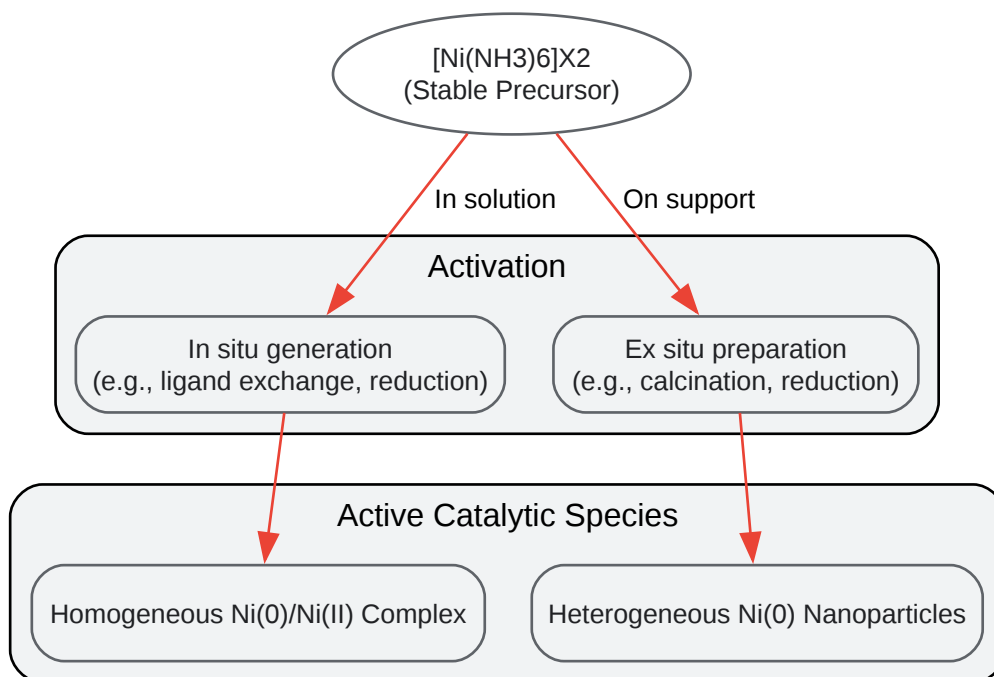 [Ni(NH3)6]X2
(Stable Precursor)
In solution
On support
Activation
In situ generation
(e.g., ligand exchange, reduction)
Ex situ preparation
(e.g., calcination, reduction)
Active Catalytic Species
Homogeneous Ni(0)/Ni(II) Complex
Heterogeneous Ni(0) Nanoparticles